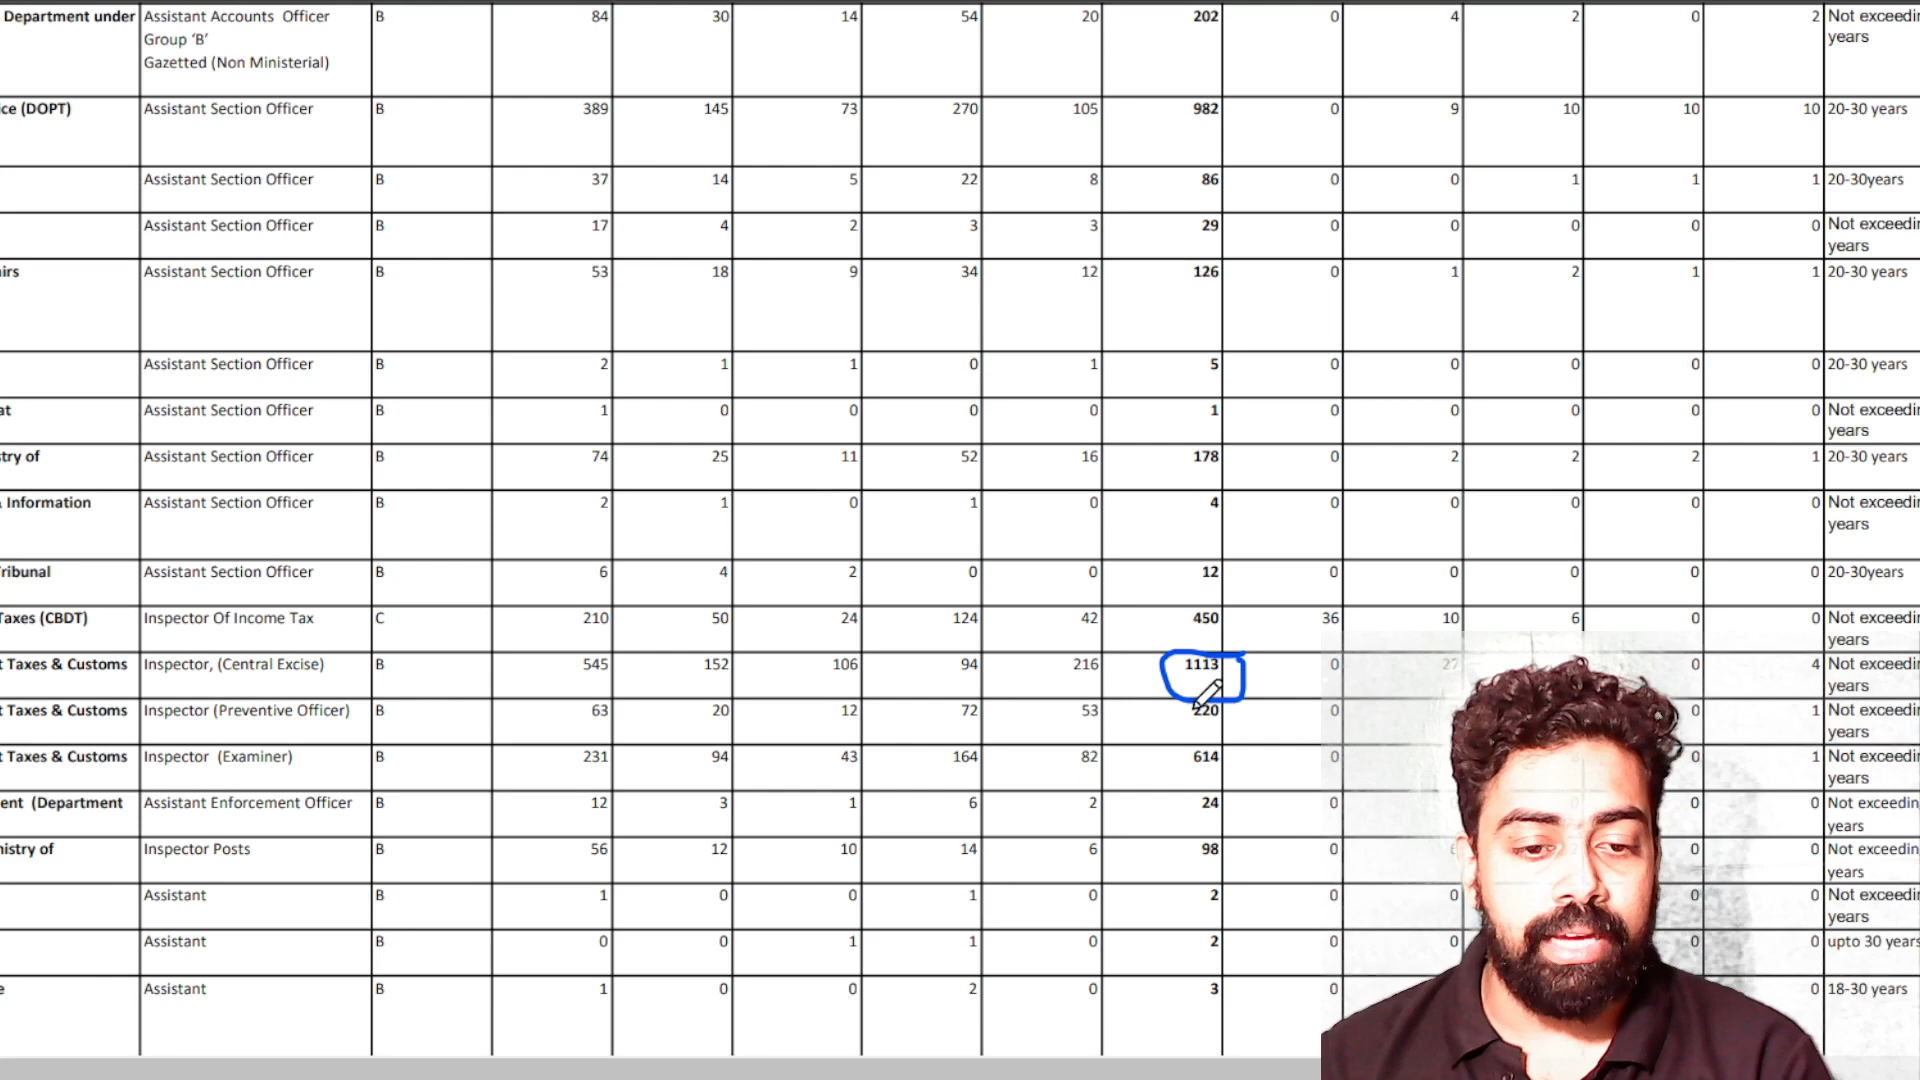 Department under Assistant Accounts Officer B 84 30 14 54 20 202 0 4 2 0 2 Not exceedin
Group ‘B’ years
Gazetted (Non Ministerial)
ice (DOPT) Assistant Section Officer B 389 145 73 270 105 982 0 9 10 10 10 20-30 years
Assistant Section Officer B 37 14 5 22 8 86 0 0 1 1 1 20-30years
Assistant Section Officer B 17 4 2 3 3 29 0 0 0 0 0 Not exceedin
years
airs Assistant Section Officer B 53 18 9 34 12 126 0 1 2 1 1 20-30 years
Assistant Section Officer B 2 1 1 0 1 5 0 0 0 0 0 20-30 years
at Assistant Section Officer B 1 0 0 0 0 1 0 0 0 0 0 Not exceedin
years
try of Assistant Section Officer B 74 25 11 52 16 178 0 2 2 2 1 20-30 years
& Information Assistant Section Officer B 2 1 0 1 0 4 0 0 0 0 0 Not exceedin
years
Tribunal Assistant Section Officer B 6 4 2 0 0 12 0 0 0 0 0 20-30years
Taxes (CBDT) Inspector Of Income Tax C 210 50 24 124 42 450 36 10 6 0 0 Not exceedin
years
t Taxes & Customs Inspector, (Central Excise) B 545 152 106 94 216 1113 0 27 0 4 Not exceedin
years
t Taxes & Customs Inspector (Preventive Officer) B 63 20 12 72 53 220 0 0 1 Not exceedin
years
t Taxes & Customs Inspector (Examiner) B 231 94 43 164 82 614 0 0 1 Not exceedin
years
ent (Department Assistant Enforcement Officer B 12 3 1 6 2 24 0 0 0 Not exceedin
years
nistry of Inspector Posts B 56 12 10 14 6 98 0 0 0 Not exceedin
years
Assistant B 1 0 0 1 0 2 0 0 0 0 Not exceedin
years
Assistant B 0 0 1 1 0 2 0 0 0 0 upto 30 years
e Assistant B 1 0 0 2 0 3 0 0 18-30 years